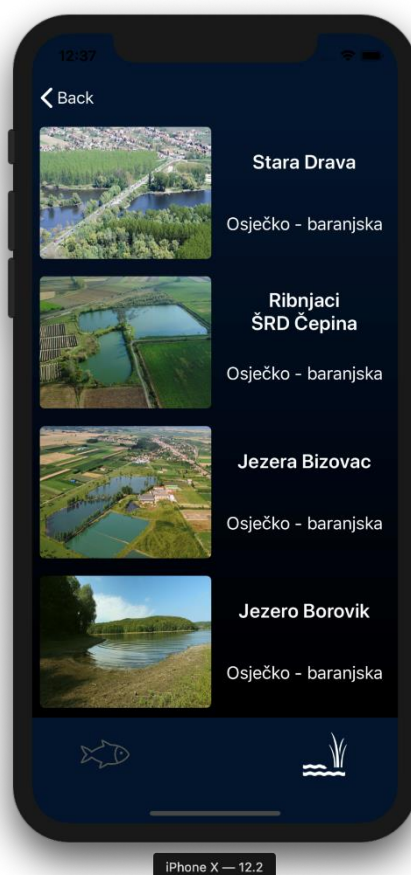 12:37
Back
Stara Drava
Osječko - baranjska
Ribnjaci
ŠRD Čepina
Osječko - baranjska
Jezera Bizovac
Osječko - baranjska
Jezero Borovik
Osječko - baranjska
iPhone X — 12.2